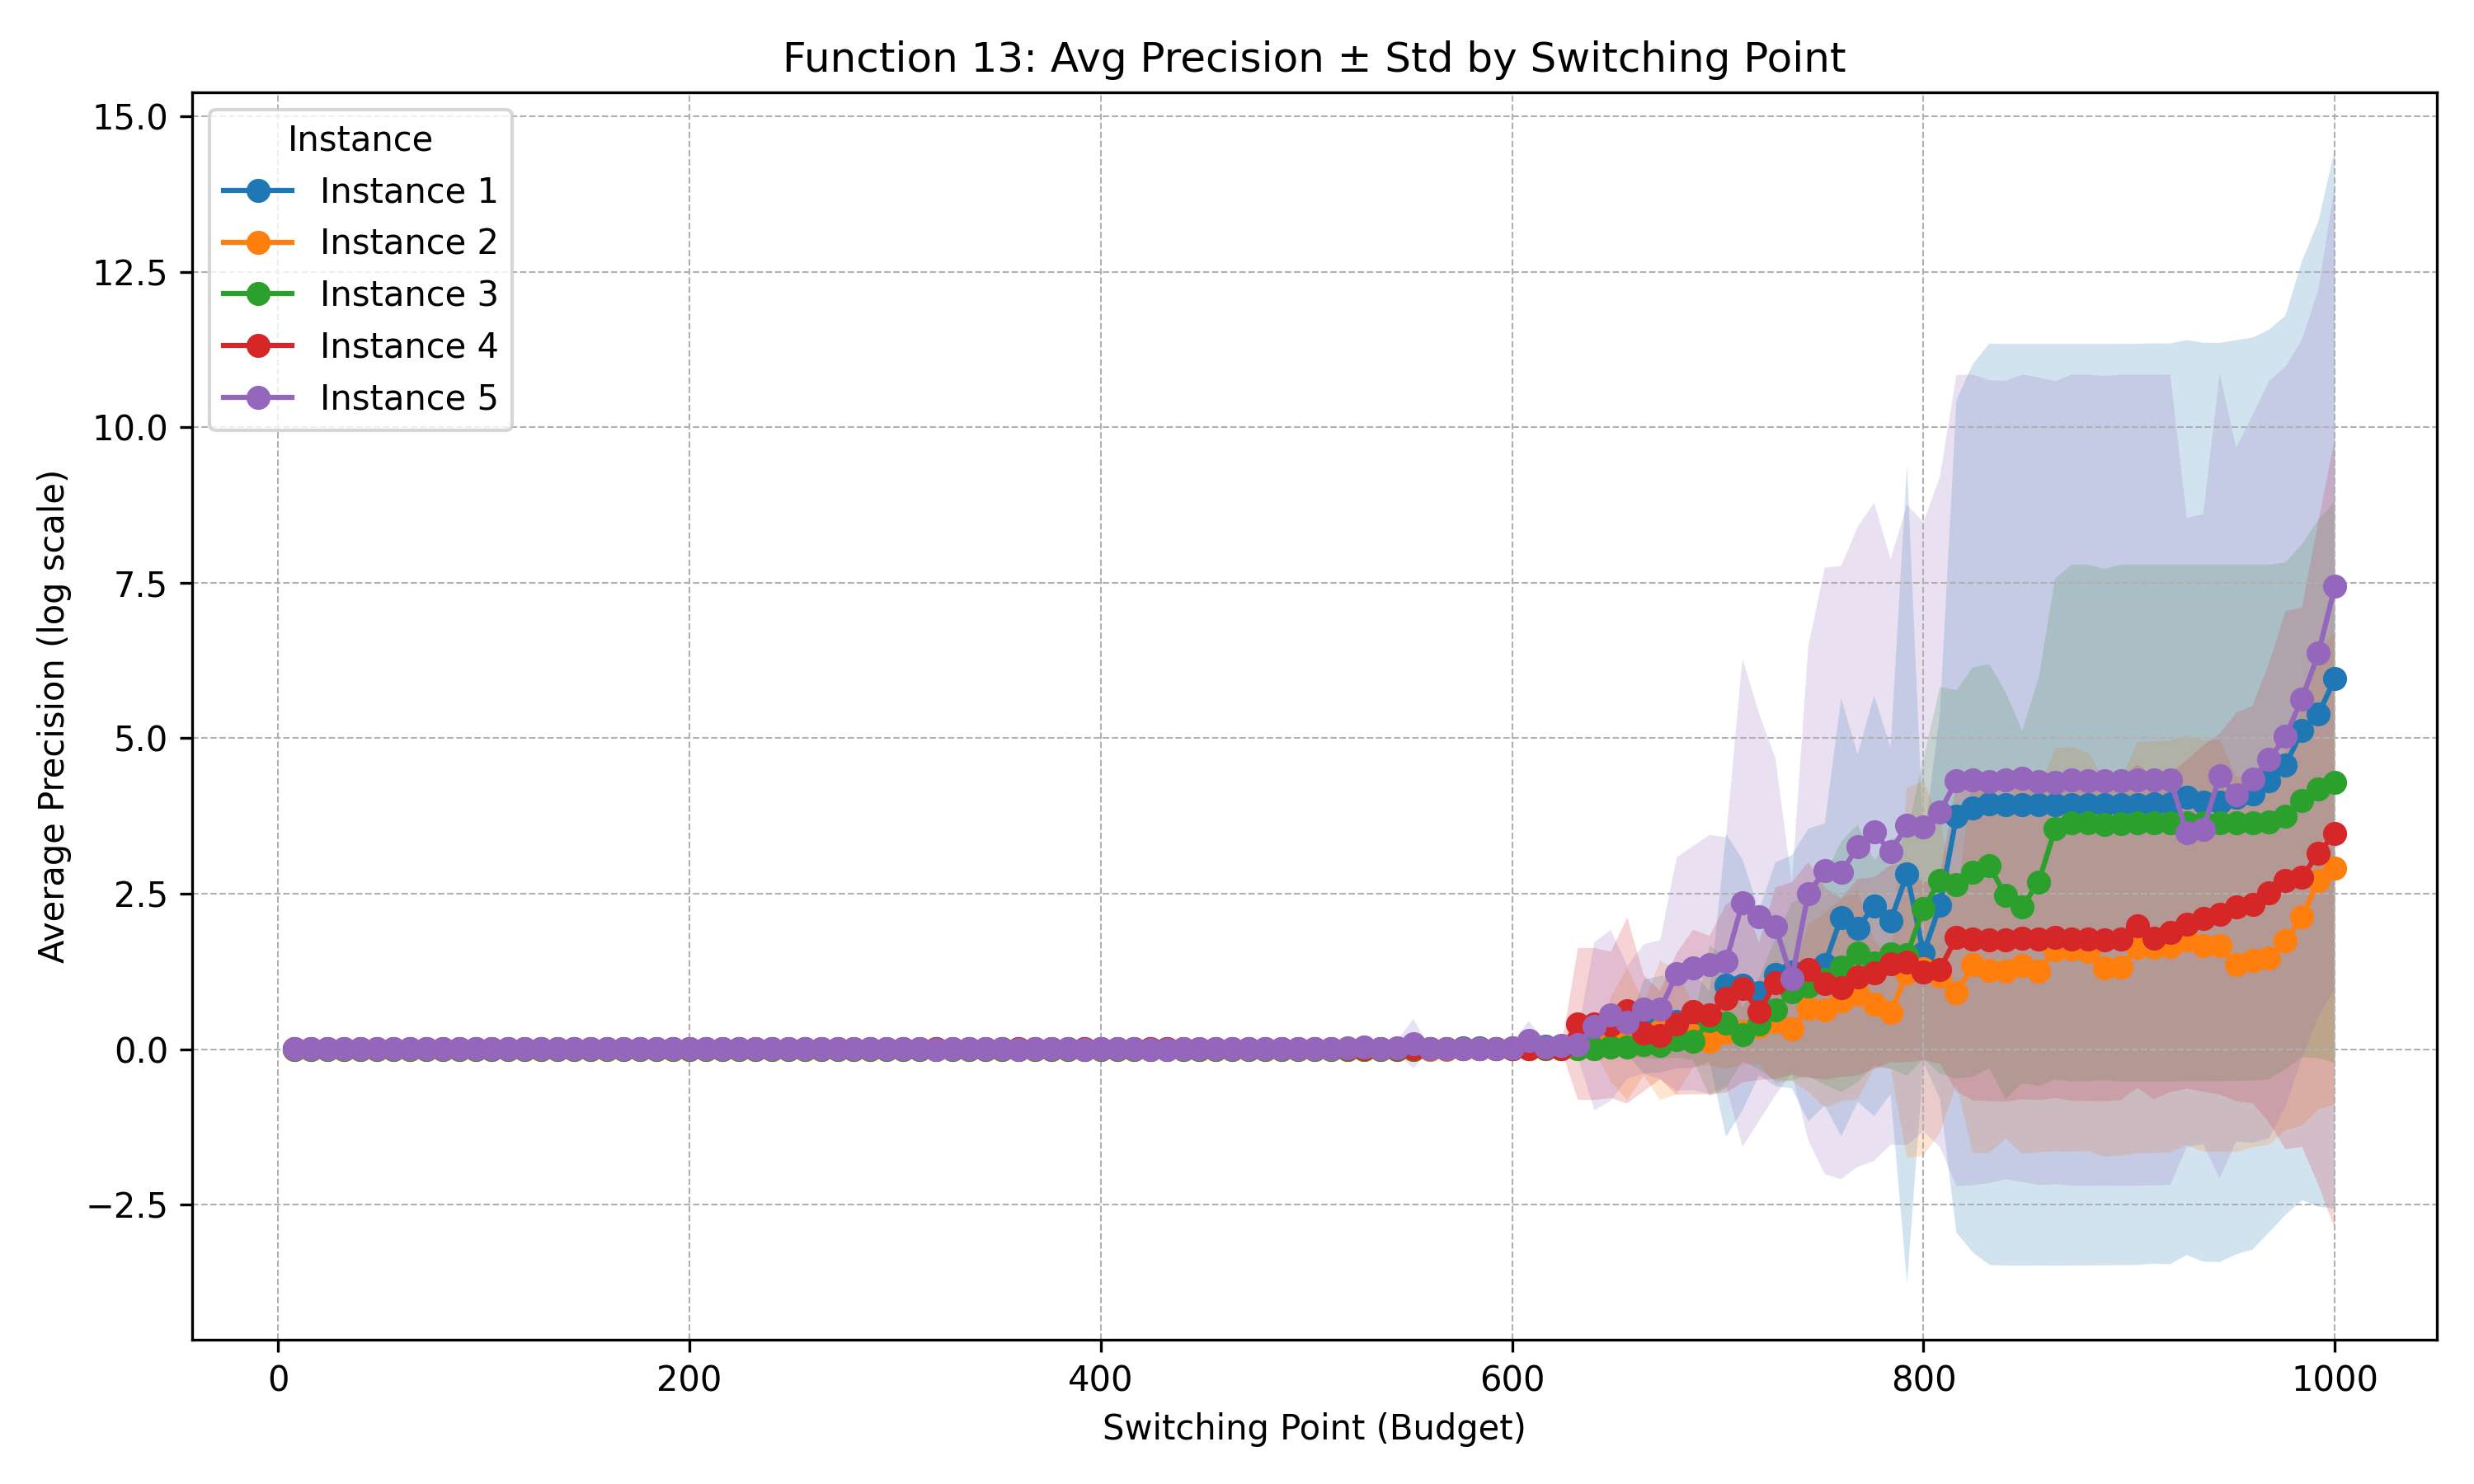 Function 13: Avg Precision ± Std by Switching Point
Average Precision (log scale)
15.0
12.5
10.0
7.5
5.0
2.5
0.0
−2.5
Instance
Instance 1
Instance 2
Instance 3
Instance 4
Instance 5
0 200 400 600 800 1000
Switching Point (Budget)